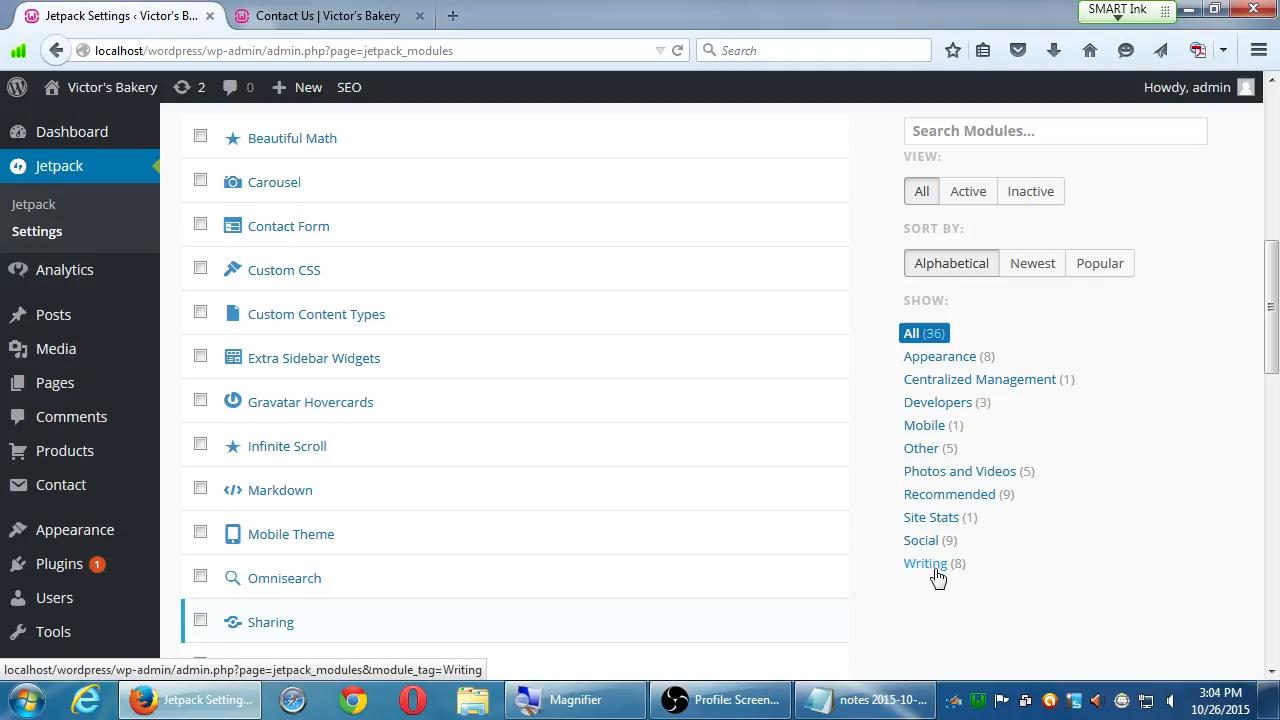 Jetpack Settings ‹ Victor's B...
Contact Us | Victor's Bakery
SMART Ink
localhost/wordpress/wp-admin/admin.php?page=jetpack_modules
Search
Victor's Bakery
2
0
New
SEO
Howdy, admin
Dashboard
Jetpack
Jetpack
Settings
Analytics
Posts
Media
Pages
Comments
Products
Contact
Appearance
Plugins 1
Users
Tools
Beautiful Math
Carousel
Contact Form
Custom CSS
Custom Content Types
Extra Sidebar Widgets
Gravatar Hovercards
Infinite Scroll
Markdown
Mobile Theme
Omnisearch
Sharing
Search Modules...
VIEW:
All Active Inactive
SORT BY:
Alphabetical Newest Popular
SHOW:
All (36)
Appearance (8)
Centralized Management (1)
Developers (3)
Mobile (1)
Other (5)
Photos and Videos (5)
Recommended (9)
Site Stats (1)
Social (9)
Writing (8)
localhost/wordpress/wp-admin/admin.php?page=jetpack_modules&module_tag=Writing
Jetpack Setting...
Magnifier
Profile: Screen...
notes 2015-10-...
3:04 PM
10/26/2015